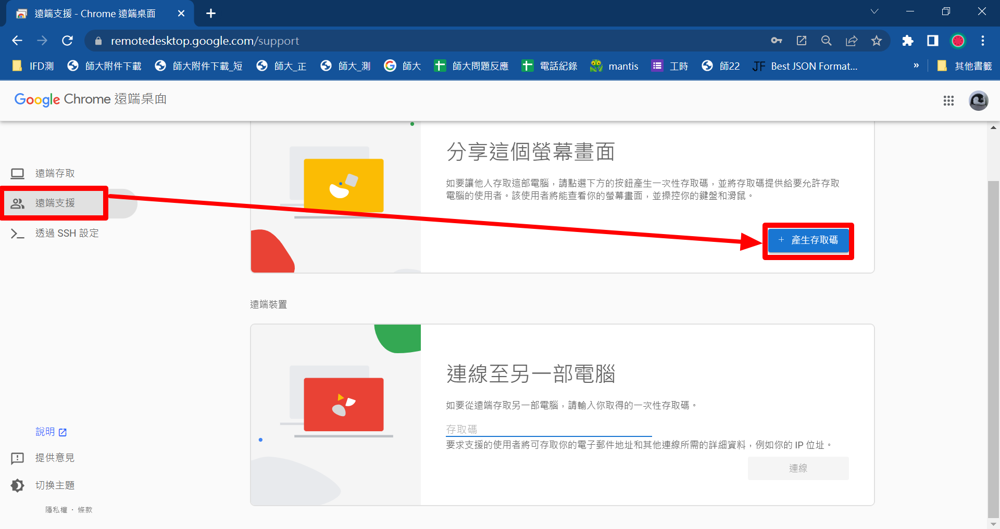 遠端支援 - Chrome 遠端桌面
remotedesktop.google.com/support
IFD測 師大附件下載 師大附件下載_短 師大_正 師大_測 師大 師大問題反應 電話紀錄 mantis 工時 師22 JF Best JSON Format... » 其他書籤
Google Chrome 遠端桌面
遠端存取
遠端支援
透過 SSH 設定
分享這個螢幕畫面
如要讓他人存取這部電腦，請點選下方的按鈕產生一次性存取碼，並將存取碼提供給要允許存取
電腦的使用者。該使用者將能查看你的螢幕畫面，並操控你的鍵盤和滑鼠。
+ 產生存取碼
遠端裝置
連線至另一部電腦
如要從遠端存取另一部電腦，請輸入你取得的一次性存取碼。
存取碼
要求支援的使用者將可存取你的電子郵件地址和其他連線所需的詳細資料，例如你的 IP 位址。
連線
說明
提供意見
切換主題
隱私權 · 條款